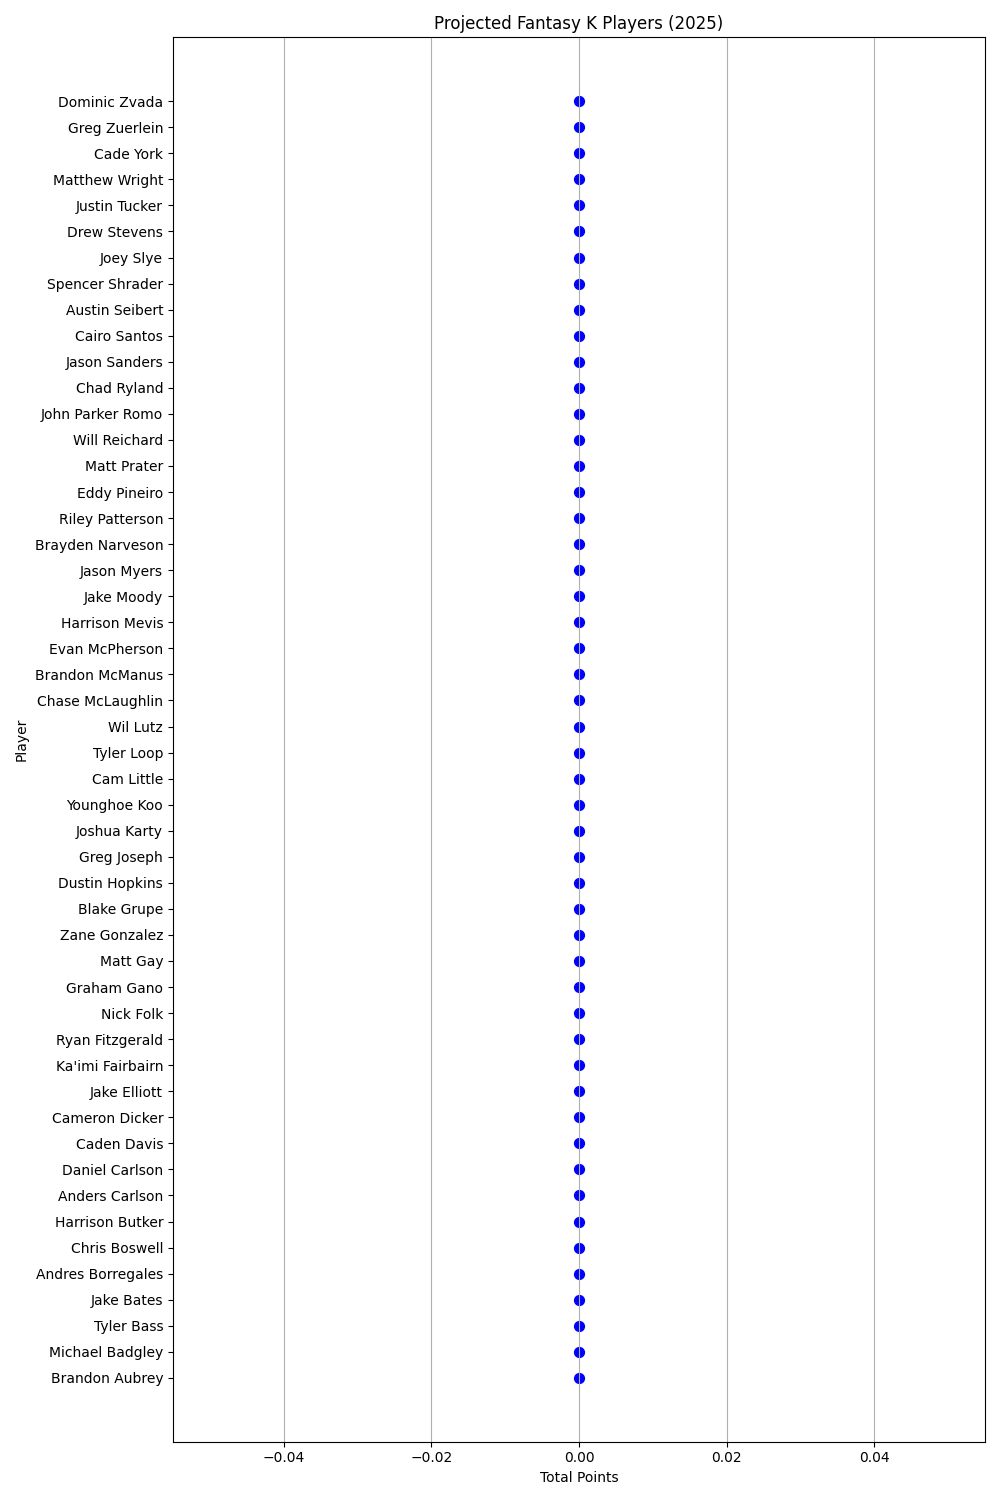 Projected Fantasy K Players (2025)
Dominic Zvada
Greg Zuerlein
Cade York
Matthew Wright
Justin Tucker
Drew Stevens
Joey Slye
Spencer Shrader
Austin Seibert
Cairo Santos
Jason Sanders
Chad Ryland
John Parker Romo
Will Reichard
Matt Prater
Eddy Pineiro
Riley Patterson
Brayden Narveson
Jason Myers
Jake Moody
Harrison Mevis
Evan McPherson
Brandon McManus
Chase McLaughlin
Wil Lutz
Tyler Loop
Cam Little
Younghoe Koo
Joshua Karty
Greg Joseph
Dustin Hopkins
Blake Grupe
Zane Gonzalez
Matt Gay
Graham Gano
Nick Folk
Ryan Fitzgerald
Ka'imi Fairbairn
Jake Elliott
Cameron Dicker
Caden Davis
Daniel Carlson
Anders Carlson
Harrison Butker
Chris Boswell
Andres Borregales
Jake Bates
Tyler Bass
Michael Badgley
Brandon Aubrey
Player
−0.04 −0.02 0.00 0.02 0.04
Total Points